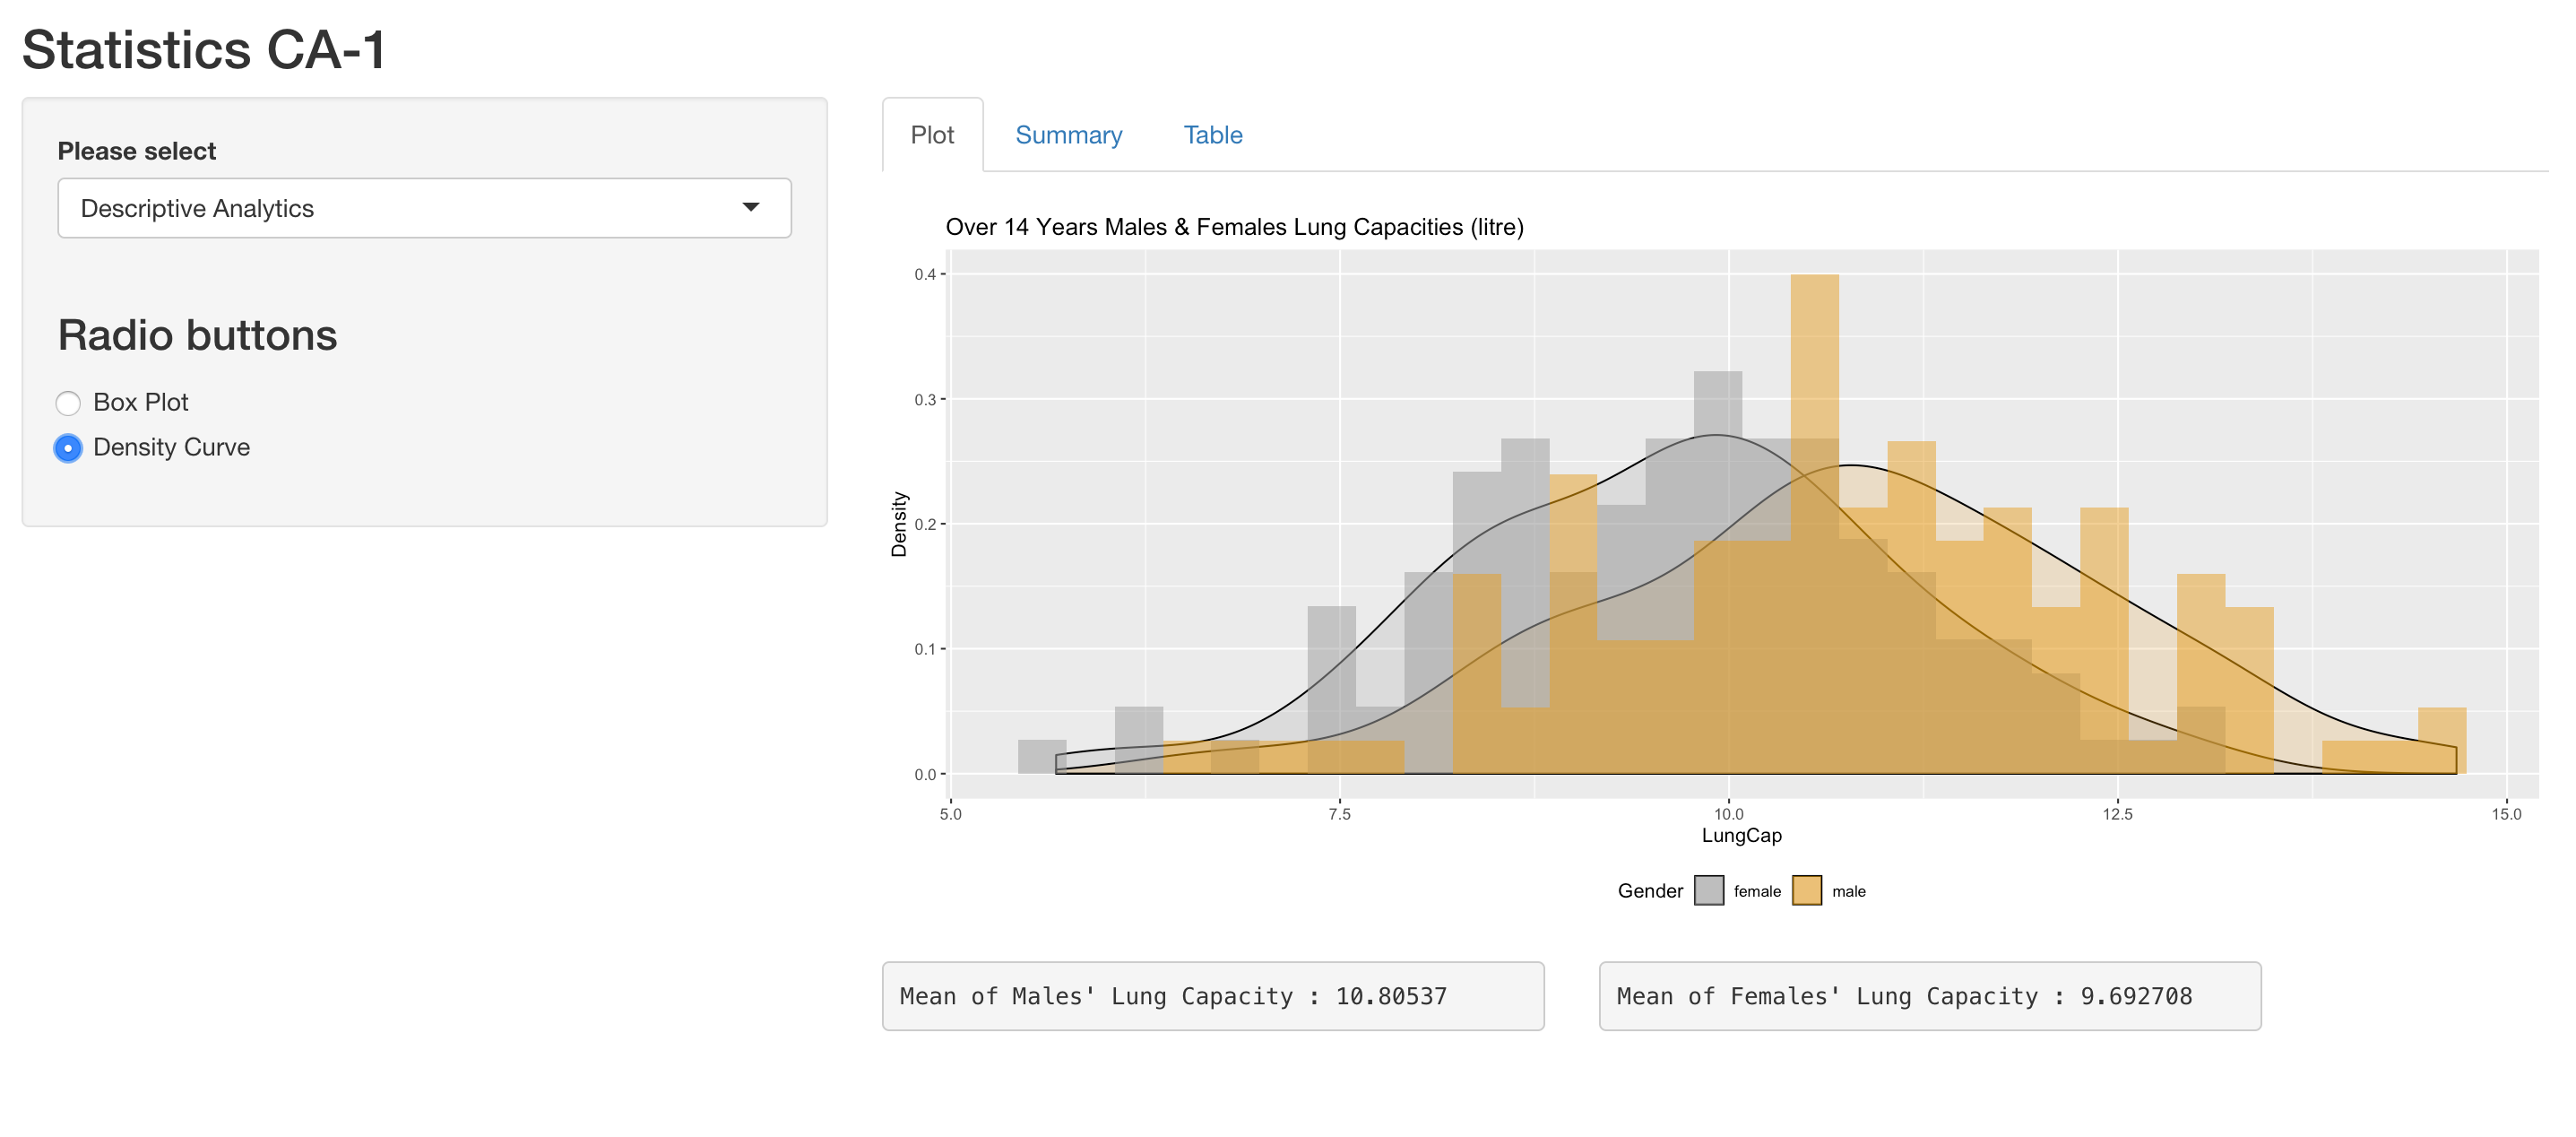 Statistics CA-1
Please select
Descriptive Analytics
Radio buttons
Box Plot
Density Curve
Plot Summary Table
Over 14 Years Males & Females Lung Capacities (litre)
0.4
0.3
0.2
0.1
0.0
Density
5.0 7.5 10.0 12.5 15.0
LungCap
Gender female male
Mean of Males' Lung Capacity : 10.80537
Mean of Females' Lung Capacity : 9.692708